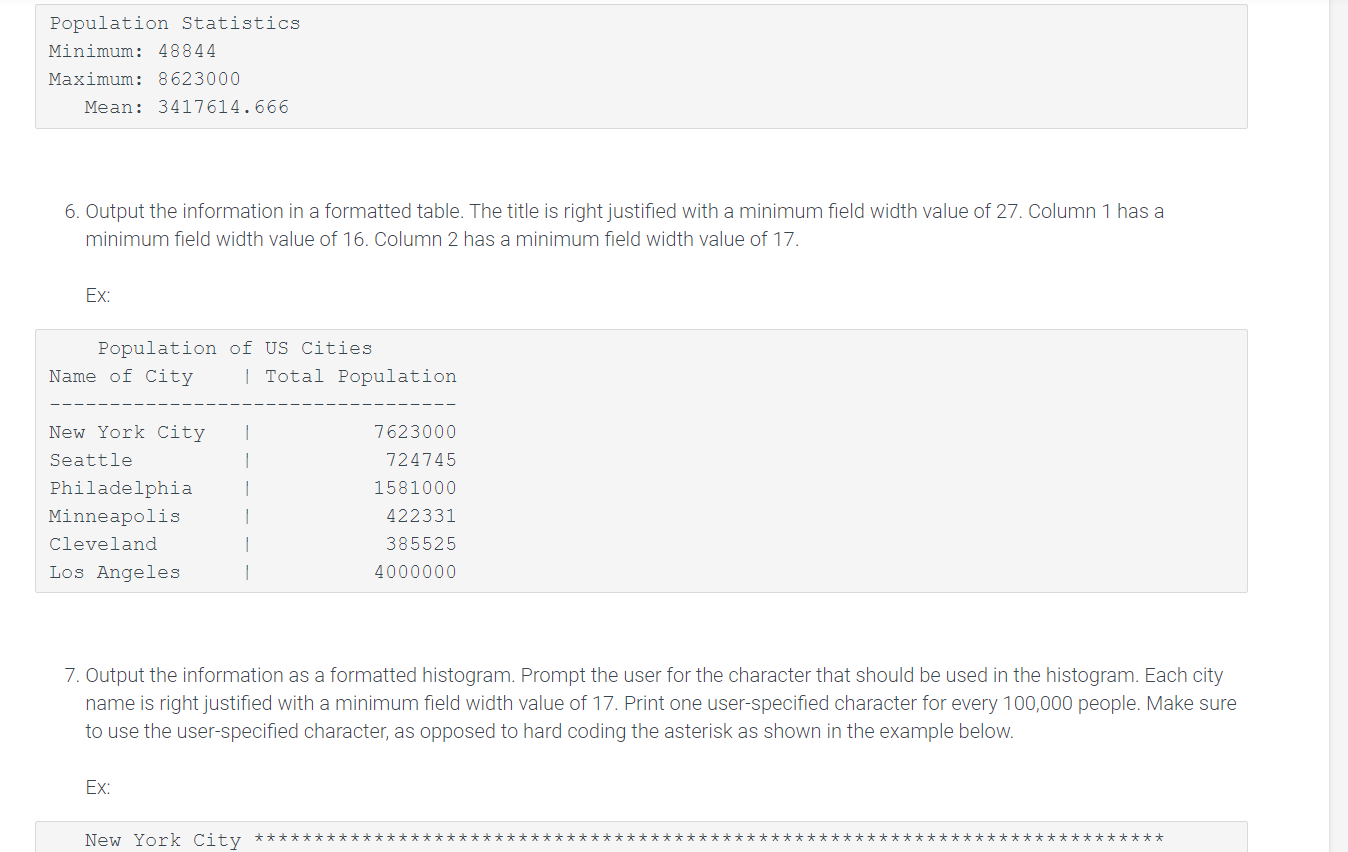 Population Statistics
Minimum: 48844
Maximum: 8623000
   Mean: 3417614.666
6. Output the information in a formatted table. The title is right justified with a minimum field width value of 27. Column 1 has a
minimum field width value of 16. Column 2 has a minimum field width value of 17.
Ex:
    Population of US Cities
Name of City    | Total Population
----------------------------------
New York City   |          7623000
Seattle         |           724745
Philadelphia    |          1581000
Minneapolis     |           422331
Cleveland       |           385525
Los Angeles     |          4000000
7. Output the information as a formatted histogram. Prompt the user for the character that should be used in the histogram. Each city
name is right justified with a minimum field width value of 17. Print one user-specified character for every 100,000 people. Make sure
to use the user-specified character, as opposed to hard coding the asterisk as shown in the example below.
Ex:
   New York City ****************************************************************************